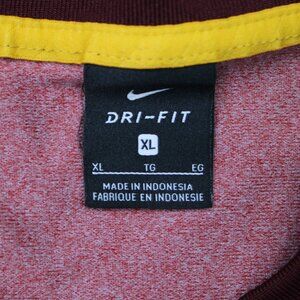 DRI-FIT
XL
XL TG EG
MADE IN INDONESIA
FABRIQUE EN INDONESIE